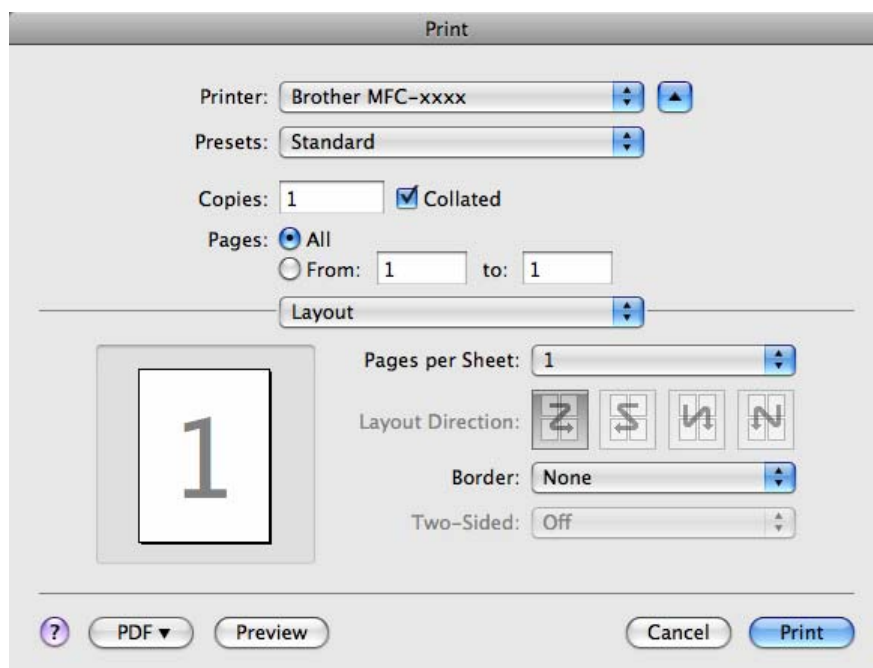 Print
Printer: Brother MFC-xxxx
Presets: Standard
Copies: 1 Collated
Pages: All
From: 1 to: 1
Layout
Pages per Sheet: 1
1
Layout Direction:
Border: None
Two-Sided: Off
? PDF▼ Preview Cancel Print